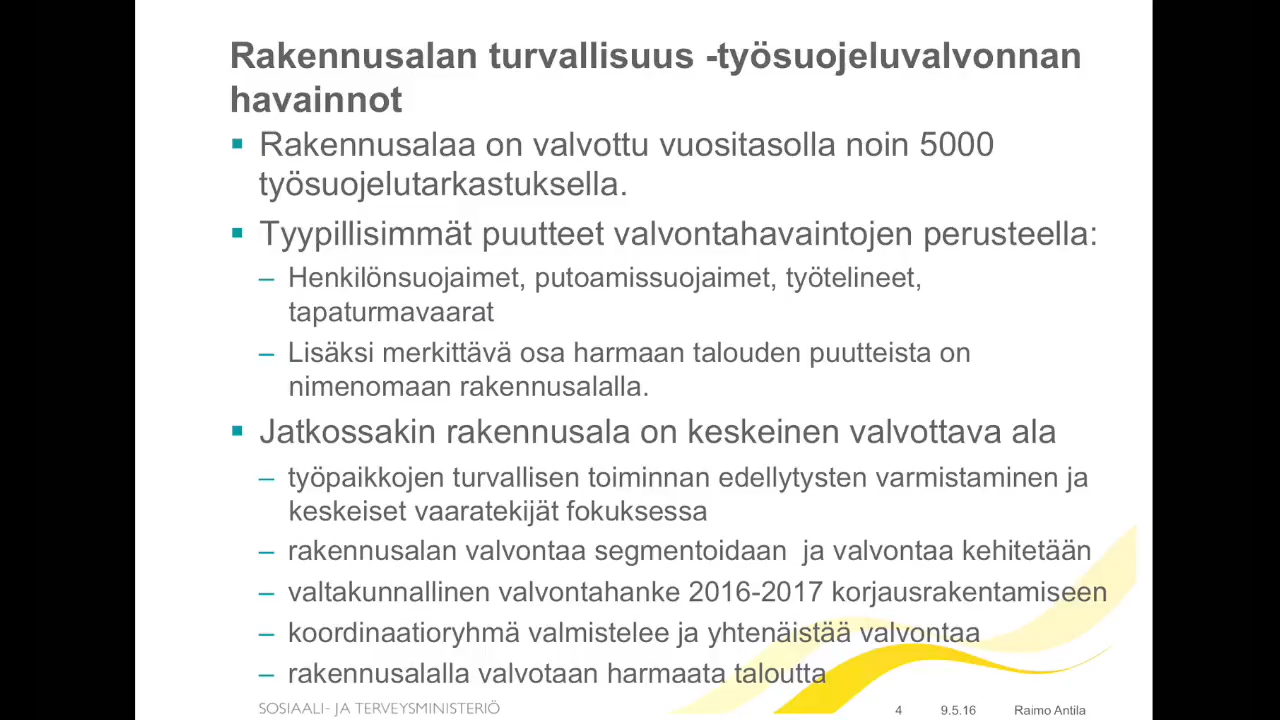 Rakennusalan turvallisuus -työsuojeluvalvonnan
havainnot
▪ Rakennusalaa on valvottu vuositasolla noin 5000
työsuojelutarkastuksella.
▪ Tyypillisimmät puutteet valvontahavaintojen perusteella:
– Henkilönsuojaimet, putoamissuojaimet, työtelineet,
tapaturmavaarat
– Lisäksi merkittävä osa harmaan talouden puutteista on
nimenomaan rakennusalalla.
▪ Jatkossakin rakennusala on keskeinen valvottava ala
– työpaikkojen turvallisen toiminnan edellytysten varmistaminen ja
keskeiset vaaratekijät fokuksessa
– rakennusalan valvontaa segmentoidaan  ja valvontaa kehitetään
– valtakunnallinen valvontahanke 2016-2017 korjausrakentamiseen
– koordinaatioryhmä valmistelee ja yhtenäistää valvontaa
– rakennusalalla valvotaan harmaata taloutta
SOSIAALI- JA TERVEYSMINISTERIÖ 4 9.5.16 Raimo Antila